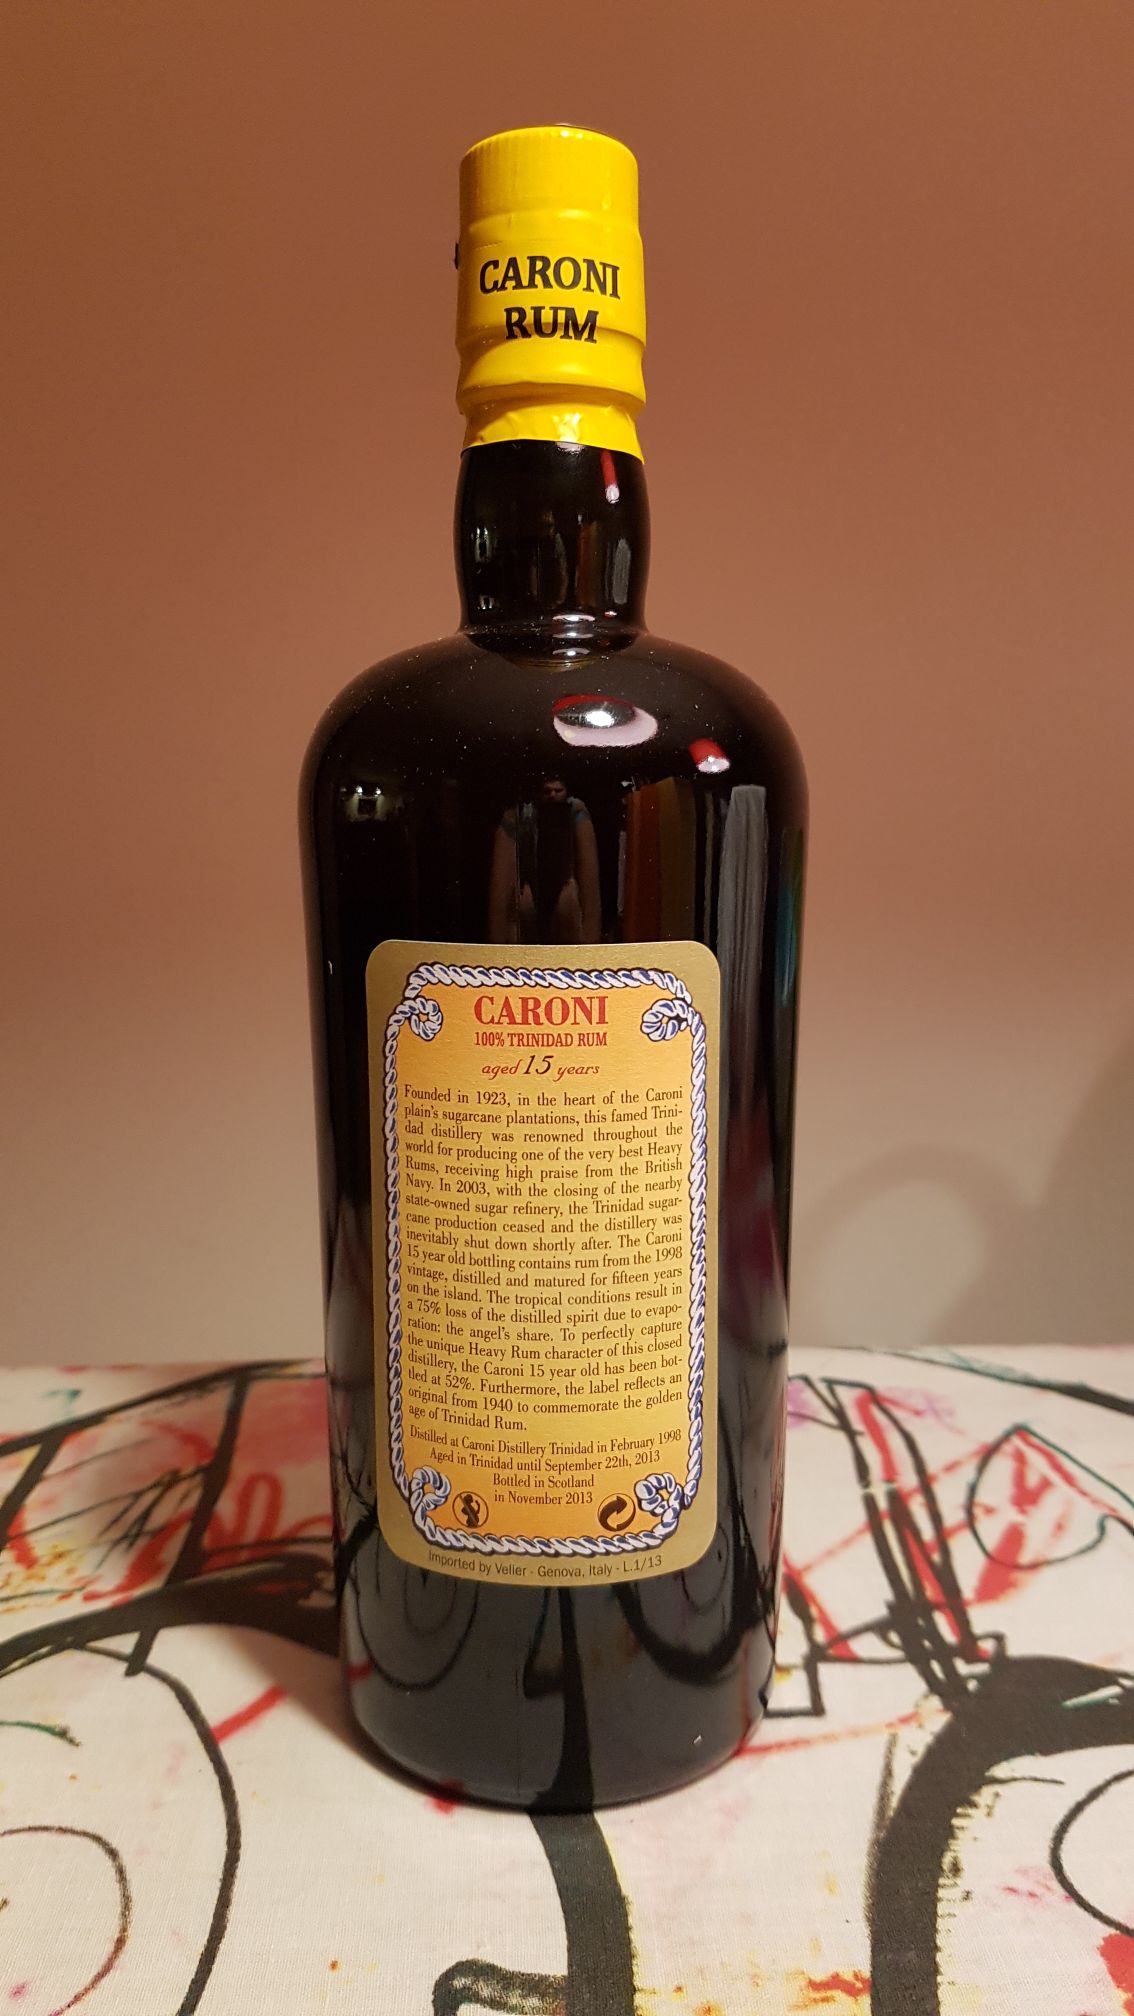 CARONI
RUM
CARONI
100% TRINIDAD RUM
aged 15 years
Founded in 1923, in the heart of the Caroni
plain's sugarcane plantations, this famed Trini-
dad distillery was renowned throughout the
world for producing one of the very best Heavy
Rums, receiving high praise from the British
Navy. In 2003, with the closing of the nearby
state-owned sugar refinery, the Trinidad sugar-
cane production ceased and the distillery was
inevitably shut down shortly after. The Caroni
15 year old bottling contains rum from the 1998
vintage, distilled and matured for fifteen years
on the island. The tropical conditions result in
a 75% loss of the distilled spirit due to evapo-
ration: the angel's share. To perfectly capture
the unique Heavy Rum character of this closed
distillery, the Caroni 15 year old has been bot-
tled at 52%. Furthermore, the label reflects an
original from 1940 to commemorate the golden
age of Trinidad Rum.
Distilled at Caroni Distillery Trinidad in February 1998
Aged in Trinidad until September 22th, 2013
Bottled in Scotland
in November 2013
Imported by Velier - Genova, Italy - L.1/13